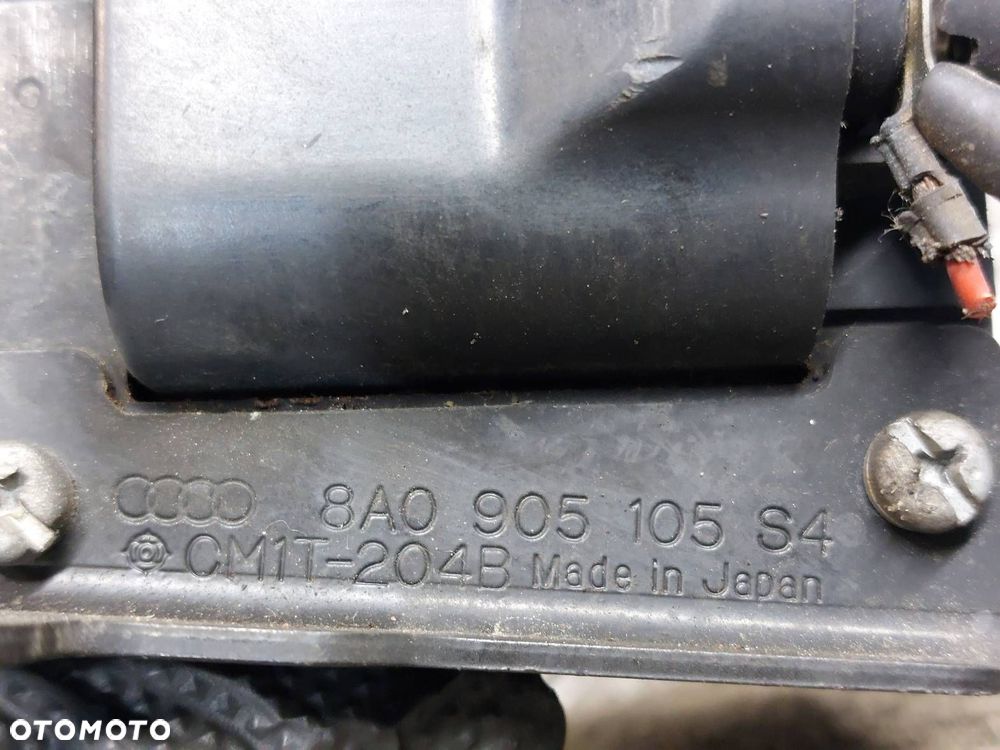 8A0 905 105 S4
CM1T-204B Made in Japan
OTOMOTO